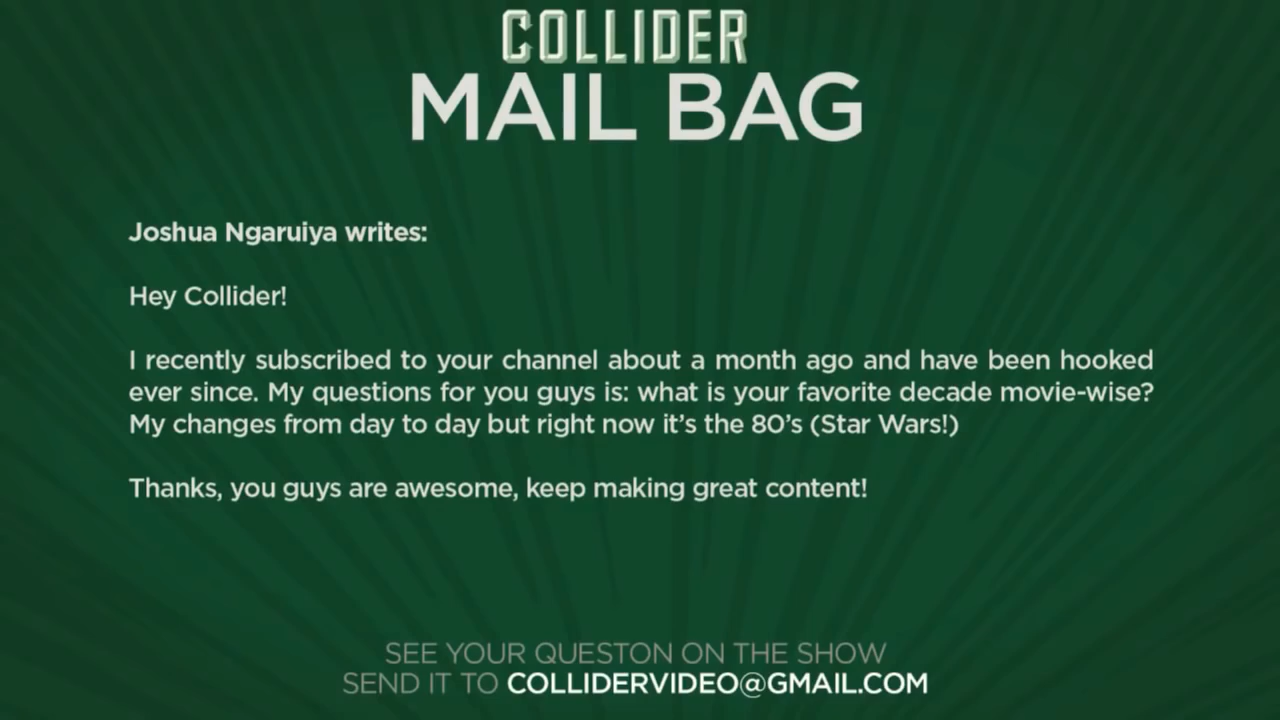 COLLIDER
MAIL BAG
Joshua Ngaruiya writes:
Hey Collider!
I recently subscribed to your channel about a month ago and have been hooked
ever since. My questions for you guys is: what is your favorite decade movie-wise?
My changes from day to day but right now it's the 80's (Star Wars!)
Thanks, you guys are awesome, keep making great content!
SEE YOUR QUESTON ON THE SHOW
SEND IT TO COLLIDERVIDEO@GMAIL.COM